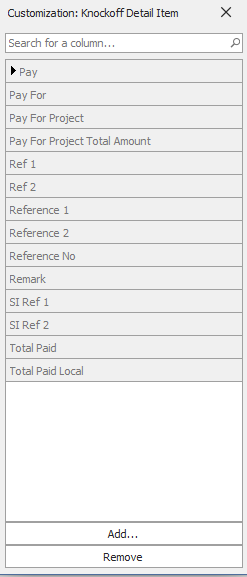 Customization: Knockoff Detail Item
Search for a column...
Pay
Pay For
Pay For Project
Pay For Project Total Amount
Ref 1
Ref 2
Reference 1
Reference 2
Reference No
Remark
SI Ref 1
SI Ref 2
Total Paid
Total Paid Local
Add...
Remove